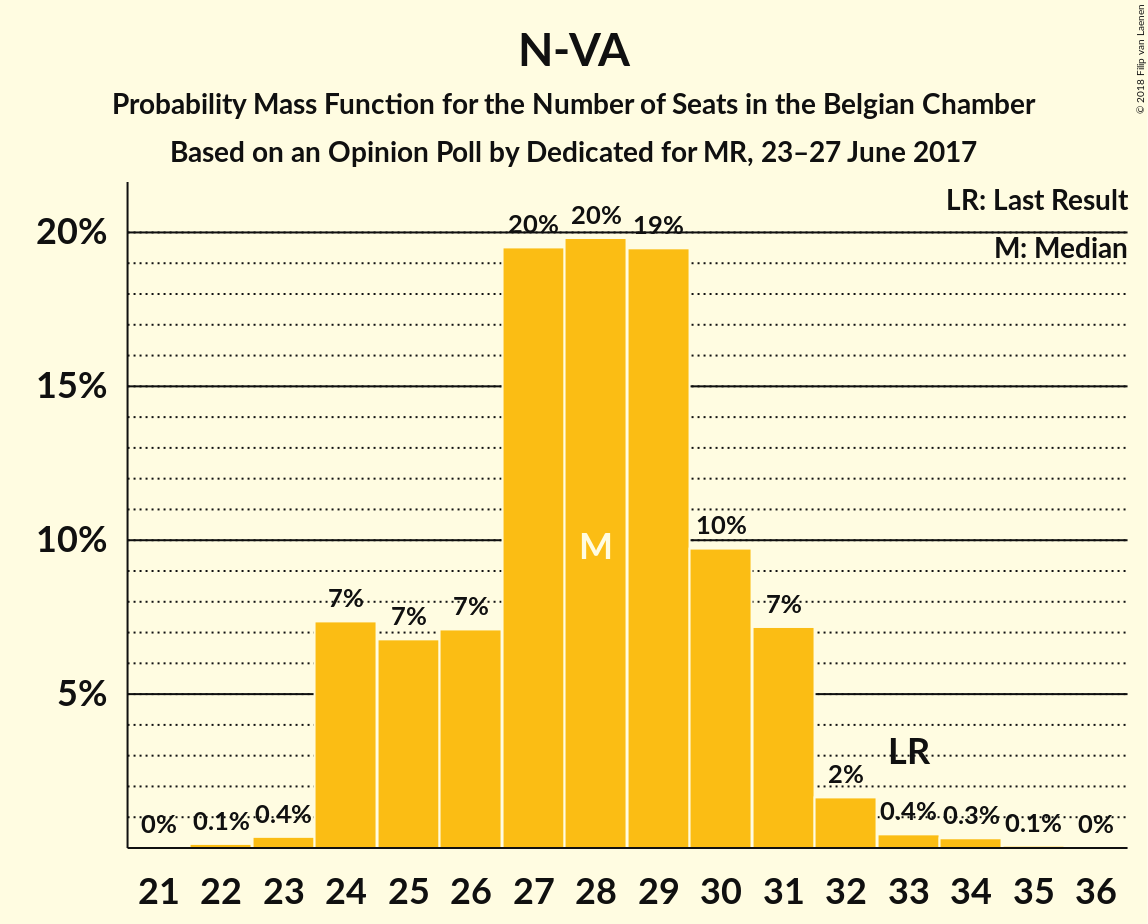 N-VA
Probability Mass Function for the Number of Seats in the Belgian Chamber
Based on an Opinion Poll by Dedicated for MR, 23–27 June 2017
© 2018 Filip van Laenen
LR: Last Result
M: Median
20%
15%
10%
5%
0%
0.1%
0.4%
7%
7%
7%
20%
20%
19%
10%
7%
2%
0.4%
0.3%
0.1%
0%
M
LR
21 22 23 24 25 26 27 28 29 30 31 32 33 34 35 36